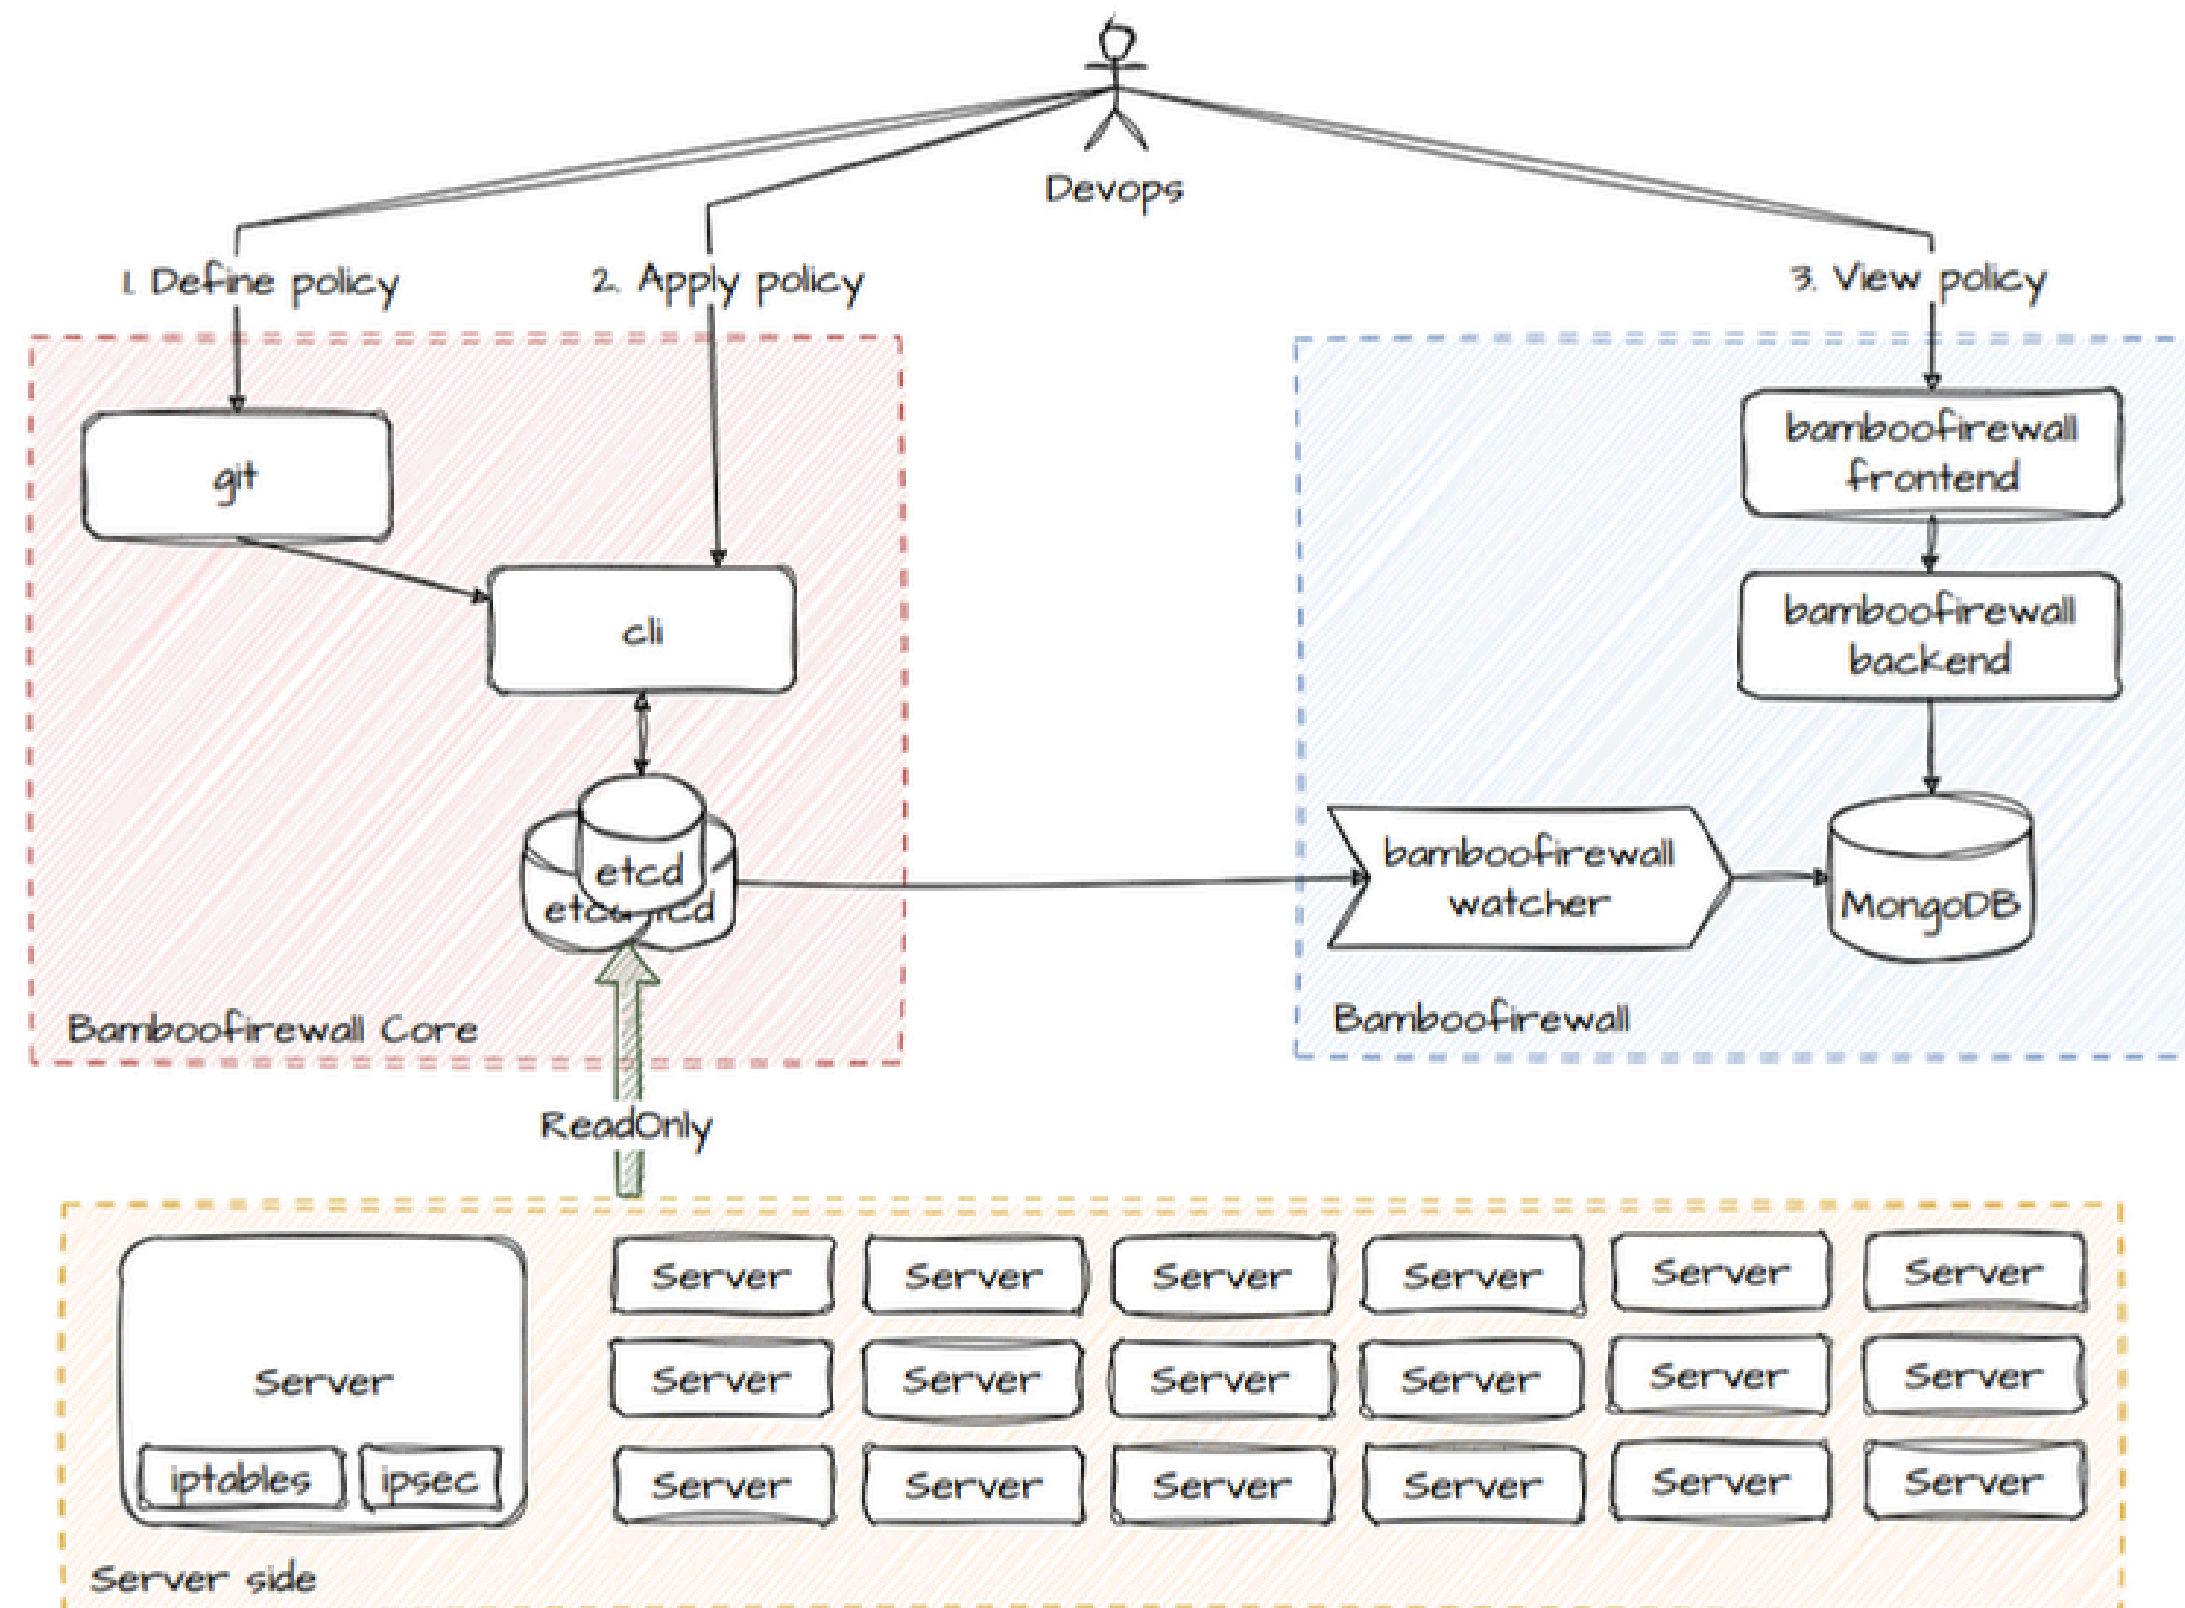 Devops
1. Define policy
2. Apply policy
3. View policy
git
bamboofirewall
frontend
cli
bamboofirewall
backend
etcd
etcd
bamboofirewall
watcher
MongoDB
Bamboofirewall Core
Bamboofirewall
ReadOnly
Server Server Server Server Server Server
Server
Server Server Server Server Server Server
iptables ipsec
Server Server Server Server Server Server
Server side